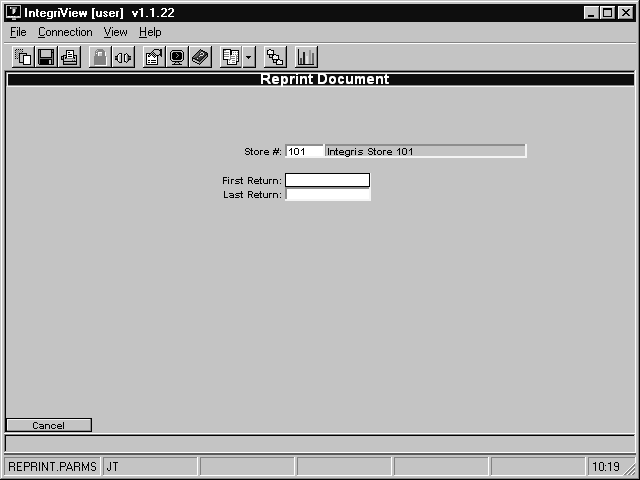 IntegriView [user] v1.1.22
File Connection View Help
Reprint Document
Store #: 101 Integris Store 101
First Return:
Last Return:
Cancel
REPRINT.PARMS JT 10:19